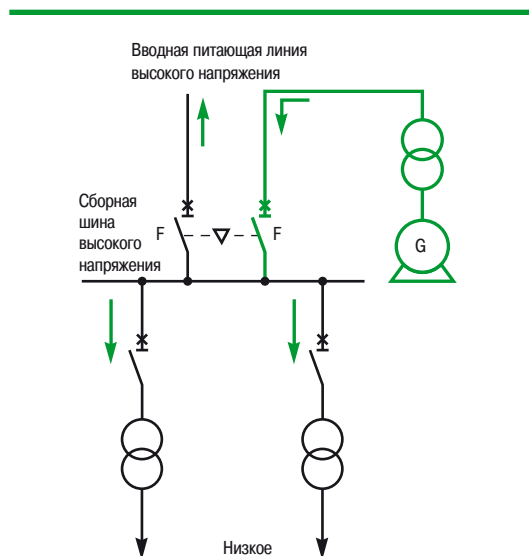 Вводная питающая линия
высокого напряжения
Сборная
шина
высокого
напряжения
F
F
G
Низкое